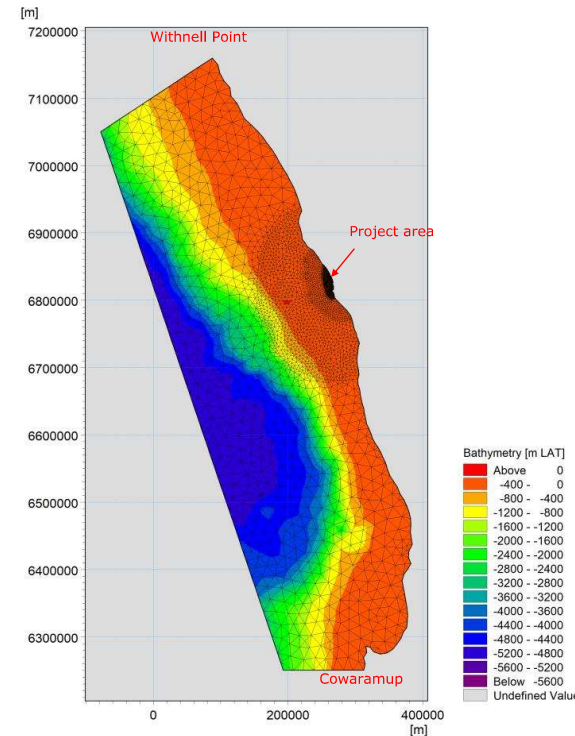 [m]
7200000
Withnell Point
7100000
7000000
6900000
Project area
6800000
6700000
6600000
6500000
6400000
6300000
Cowaramup
0
200000
400000
[m]
Bathymetry [m LAT]
Above 0
-400 - 0
-800 - -400
-1200 - -800
-1600 - -1200
-2000 - -1600
-2400 - -2000
-2800 - -2400
-3200 - -2800
-3600 - -3200
-4000 - -3600
-4400 - -4000
-4800 - -4400
-5200 - -4800
-5600 - -5200
Below -5600
Undefined Value